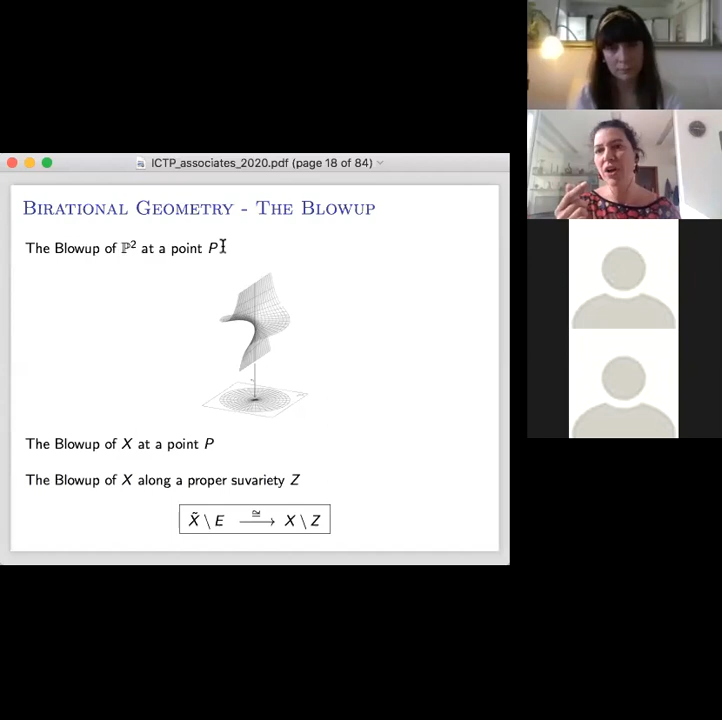 ICTP_associates_2020.pdf (page 18 of 84)
Birational Geometry - The Blowup
The Blowup of ℙ² at a point P
The Blowup of X at a point P
The Blowup of X along a proper suvariety Z
X̃ \ E ≅⟶ X \ Z